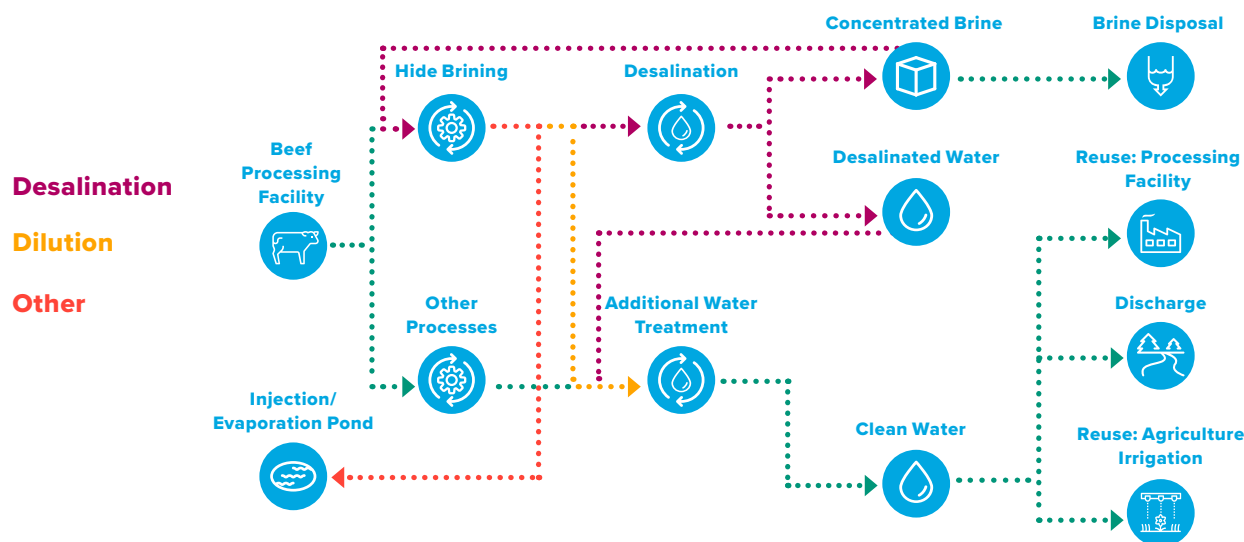 Concentrated Brine
Brine Disposal
Hide Brining
Desalination
Beef
Processing
Facility
Desalinated Water
Reuse: Processing
Facility
Desalination
Dilution
Other
Other
Processes
Additional Water
Treatment
Discharge
Injection/
Evaporation Pond
Clean Water
Reuse: Agriculture
Irrigation